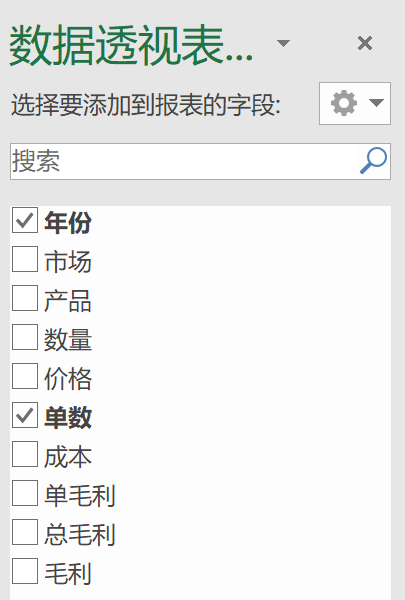 数据透视表...
选择要添加到报表的字段:
搜索
年份
市场
产品
数量
价格
单数
成本
单毛利
总毛利
毛利